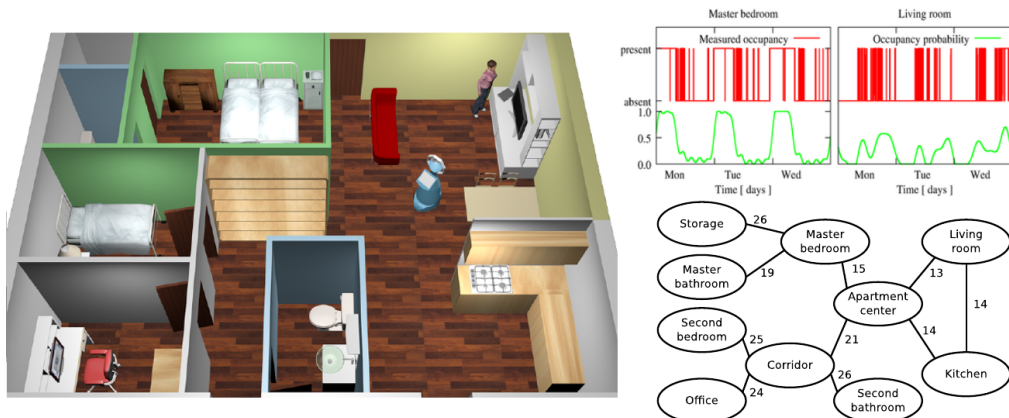 Master bedroom
Living room
Measured occupancy
Occupancy probability
present
absent
1.0
0.5
0.0
Mon Tue Wed
Mon Tue Wed
Time [ days ]
Time [ days ]
Storage
26
Master
bedroom
Living
room
Master
bathroom
19
15
13
Apartment
center
14
Second
bedroom
25
21
14
Corridor
Kitchen
Office
24
26
Second
bathroom